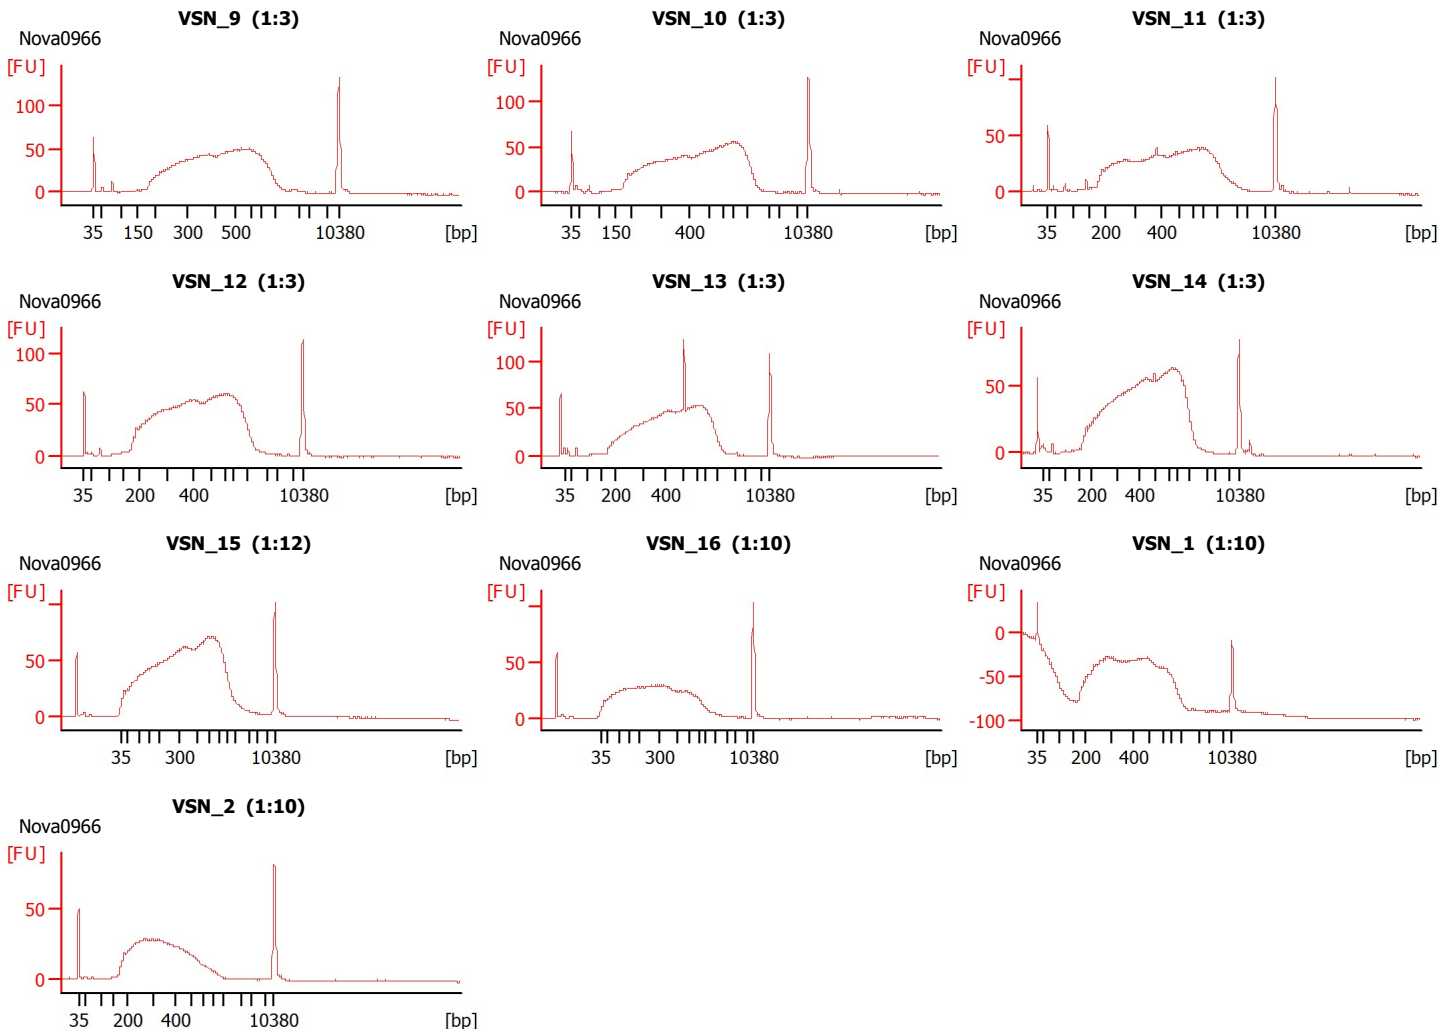 VSN_9 (1:3)
Nova0966
[FU]
100
50
0
35 150 300 500 10380 [bp]
VSN_10 (1:3)
Nova0966
[FU]
100
50
0
35 150 400 10380 [bp]
VSN_11 (1:3)
Nova0966
[FU]
50
0
35 200 400 10380 [bp]
VSN_12 (1:3)
Nova0966
[FU]
100
50
0
35 200 400 10380 [bp]
VSN_13 (1:3)
Nova0966
[FU]
100
50
0
35 200 400 10380 [bp]
VSN_14 (1:3)
Nova0966
[FU]
50
0
35 200 400 10380 [bp]
VSN_15 (1:12)
Nova0966
[FU]
50
0
35 300 10380 [bp]
VSN_16 (1:10)
Nova0966
[FU]
50
0
35 300 10380 [bp]
VSN_1 (1:10)
Nova0966
[FU]
0
-50
-100
35 200 400 10380 [bp]
VSN_2 (1:10)
Nova0966
[FU]
50
0
35 200 400 10380 [bp]